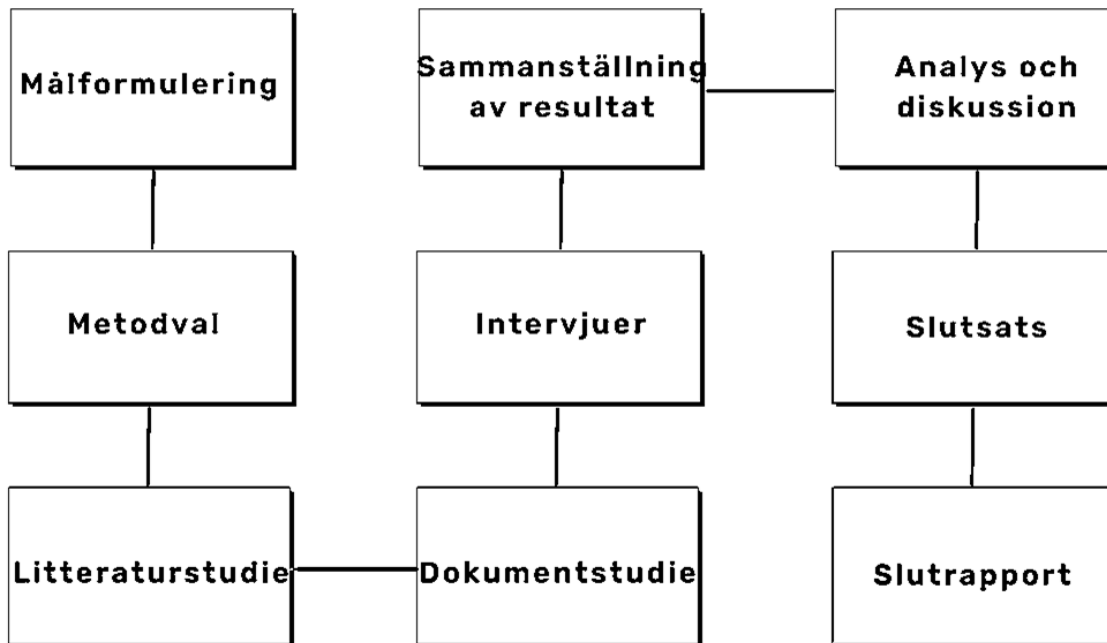 Målformulering
Metodval
Litteraturstudie
Dokumentstudie
Intervjuer
Sammanställning
av resultat
Analys och
diskussion
Slutsats
Slutrapport